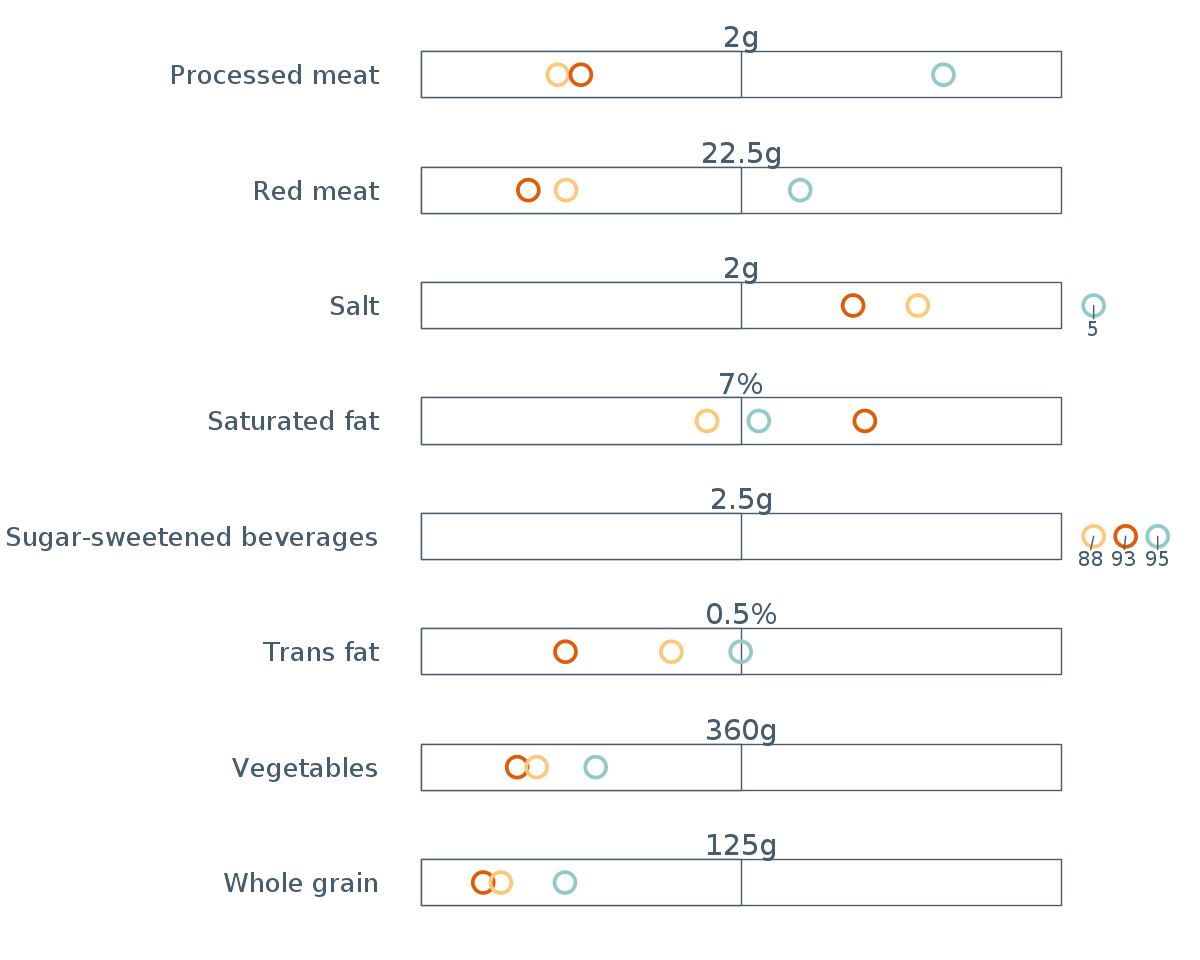 2g
Processed meat
22.5g
Red meat
2g
Salt
5
7%
Saturated fat
2.5g
Sugar-sweetened beverages
88 93 95
0.5%
Trans fat
360g
Vegetables
125g
Whole grain